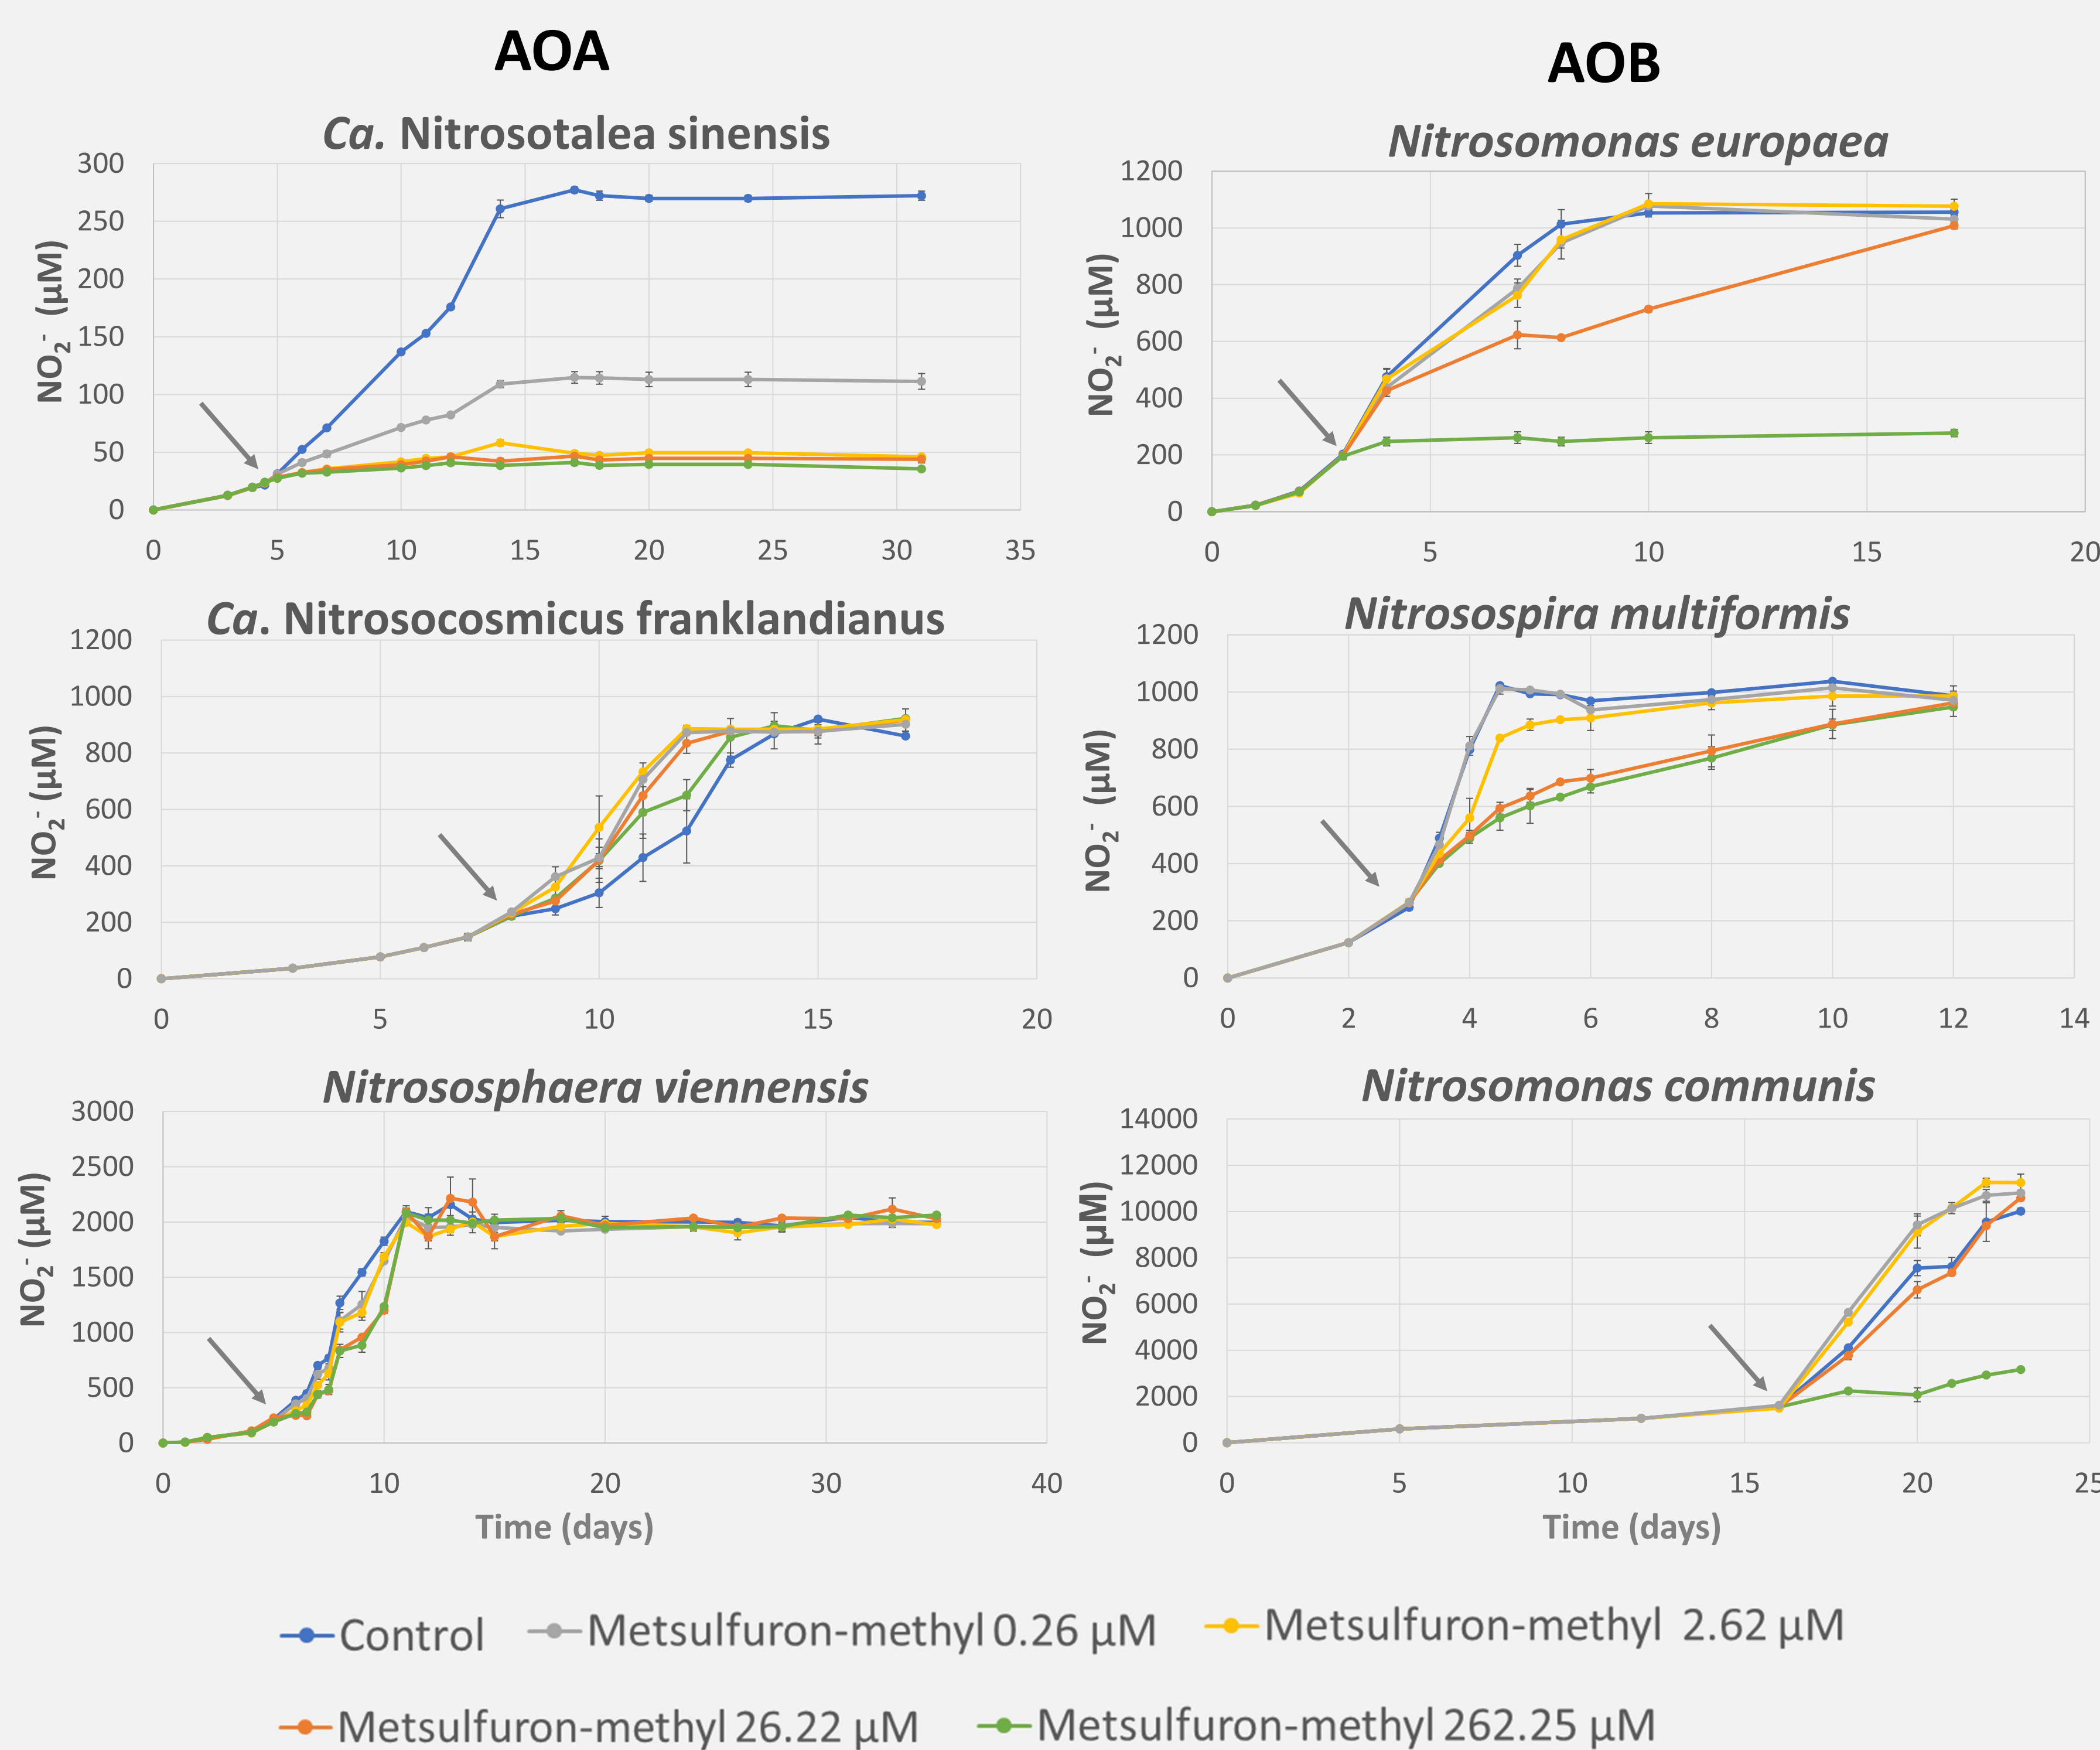 AOA
AOB
Ca. Nitrosotalea sinensis
300
250
200
150
100
50
0
NO₂⁻ (µM)
0 5 10 15 20 25 30 35
Nitrosomonas europaea
1200
1000
800
600
400
200
0
NO₂⁻ (µM)
0 5 10 15 20
Ca. Nitrosocosmicus franklandianus
1200
1000
800
600
400
200
0
NO₂⁻ (µM)
0 5 10 15 20
Nitrosospira multiformis
1200
1000
800
600
400
200
0
NO₂⁻ (µM)
0 2 4 6 8 10 12 14
Nitrososphaera viennensis
3000
2500
2000
1500
1000
500
0
NO₂⁻ (µM)
0 10 20 30 40
Time (days)
Nitrosomonas communis
14000
12000
10000
8000
6000
4000
2000
0
NO₂⁻ (µM)
0 5 10 15 20 25
Time (days)
Control Metsulfuron-methyl 0.26 µM Metsulfuron-methyl 2.62 µM
Metsulfuron-methyl 26.22 µM Metsulfuron-methyl 262.25 µM